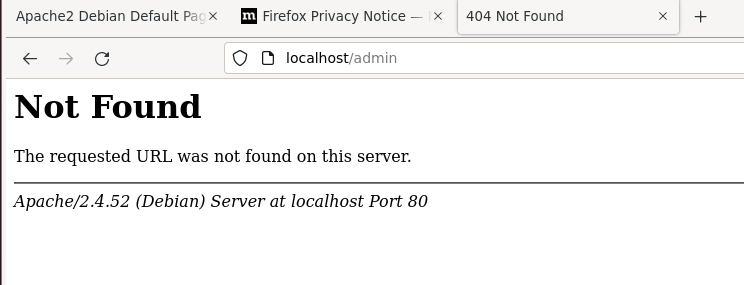 Apache2 Debian Default Pag
Firefox Privacy Notice —
404 Not Found
localhost/admin
Not Found
The requested URL was not found on this server.
Apache/2.4.52 (Debian) Server at localhost Port 80